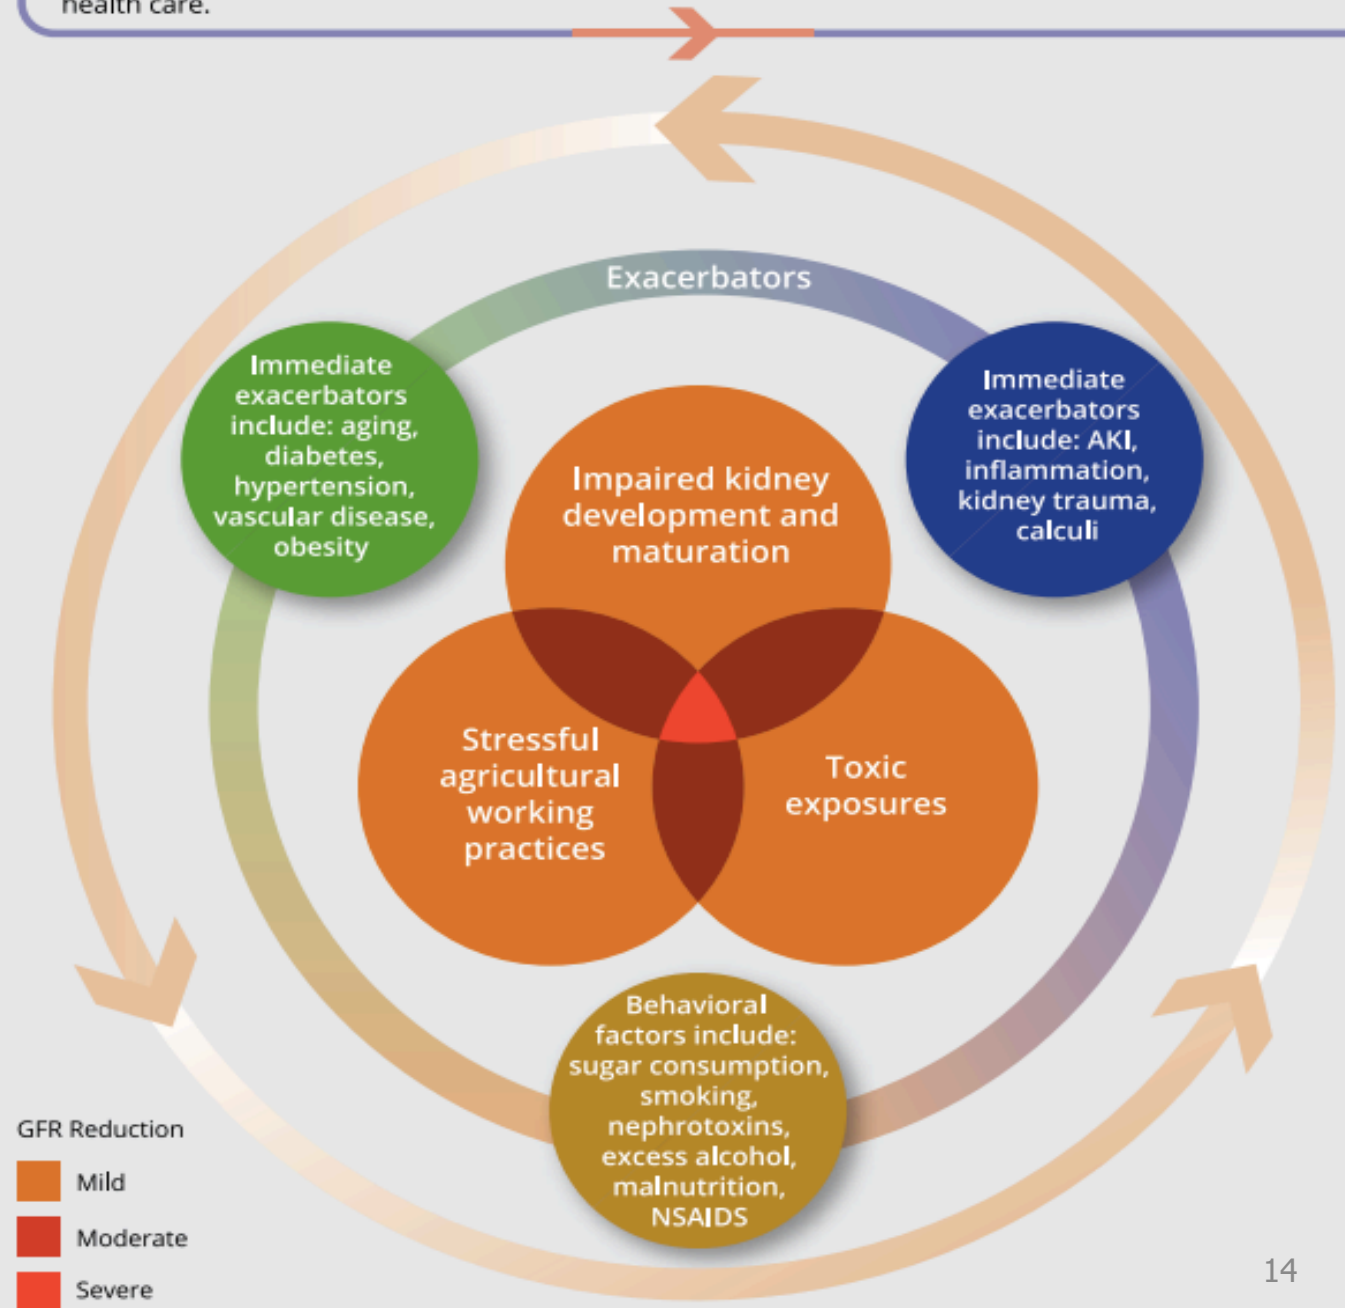 health care.
Exacerbators
Immediate
exacerbators
include: aging,
diabetes,
hypertension,
vascular disease,
obesity
Immediate
exacerbators
include: AKI,
inflammation,
kidney trauma,
calculi
Impaired kidney
development and
maturation
Stressful
agricultural
working
practices
Toxic
exposures
Behavioral
factors include:
sugar consumption,
smoking,
nephrotoxins,
excess alcohol,
malnutrition,
NSAIDS
GFR Reduction
Mild
Moderate
Severe
14